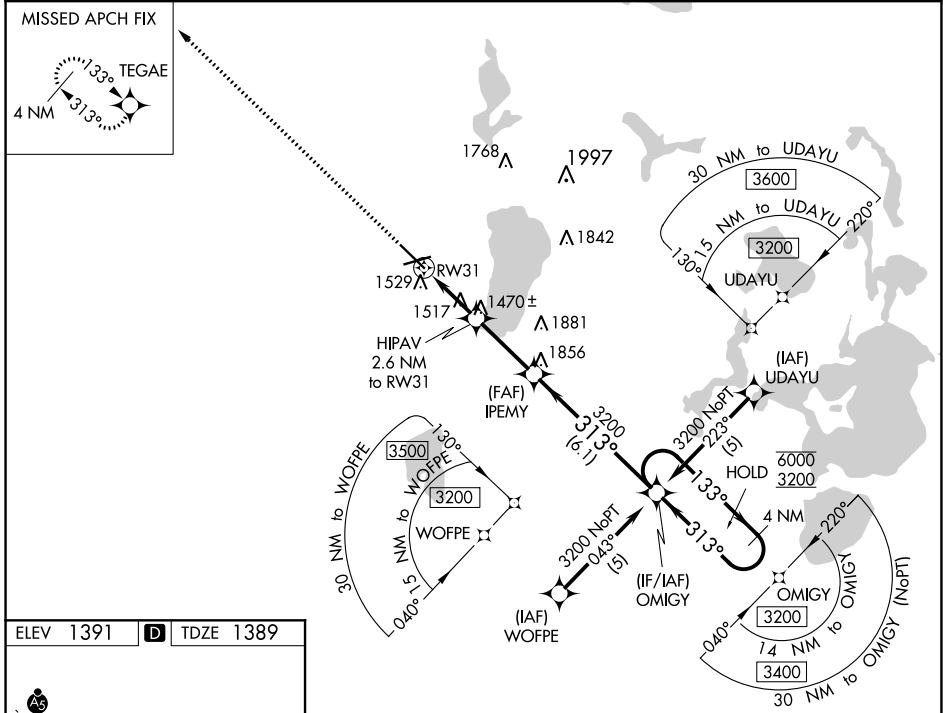 MISSED APCH FIX
133°
TEGAE
4 NM
313°
1768
1997
1842
RW31
1529
1517
1470 ±
1881
HIPAV
2.6 NM
to RW31
1856
(FAF)
IPEMY
30 NM to UDAYU
3600
15 NM to UDAYU
220°
3200
130°
UDAYU
(IAF)
UDAYU
3200
313°
(6.1)
3200 NoPT
223°
(5)
HOLD
6000
3200
133°
4 NM
313°
30 NM to WOFPE
3500
130°
15 NM to WOFPE
3200
WOFPE
040°
3200 NoPT
043°
(5)
(IAF)
WOFPE
(IF/IAF)
OMIGY
220°
OMIGY
040°
3200
14 NM to OMIGY
3400
30 NM to OMIGY (NoPT)
ELEV 1391 D TDZE 1389
A5